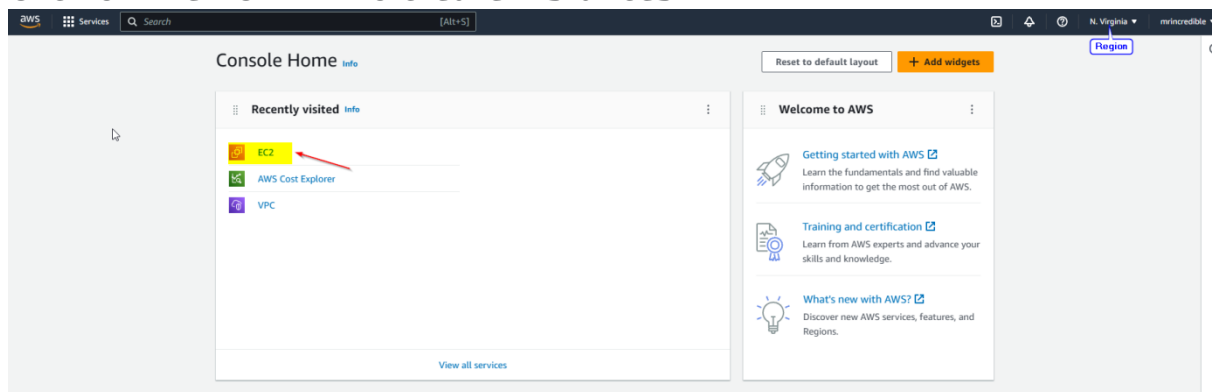 aws Services Search [Alt+S] N. Virginia mrincredible
Region
Console Home Info
Reset to default layout + Add widgets
Recently visited Info
Welcome to AWS
EC2
AWS Cost Explorer
VPC
View all services
Getting started with AWS
Learn the fundamentals and find valuable
information to get the most out of AWS.
Training and certification
Learn from AWS experts and advance your
skills and knowledge.
What's new with AWS?
Discover new AWS services, features, and
Regions.